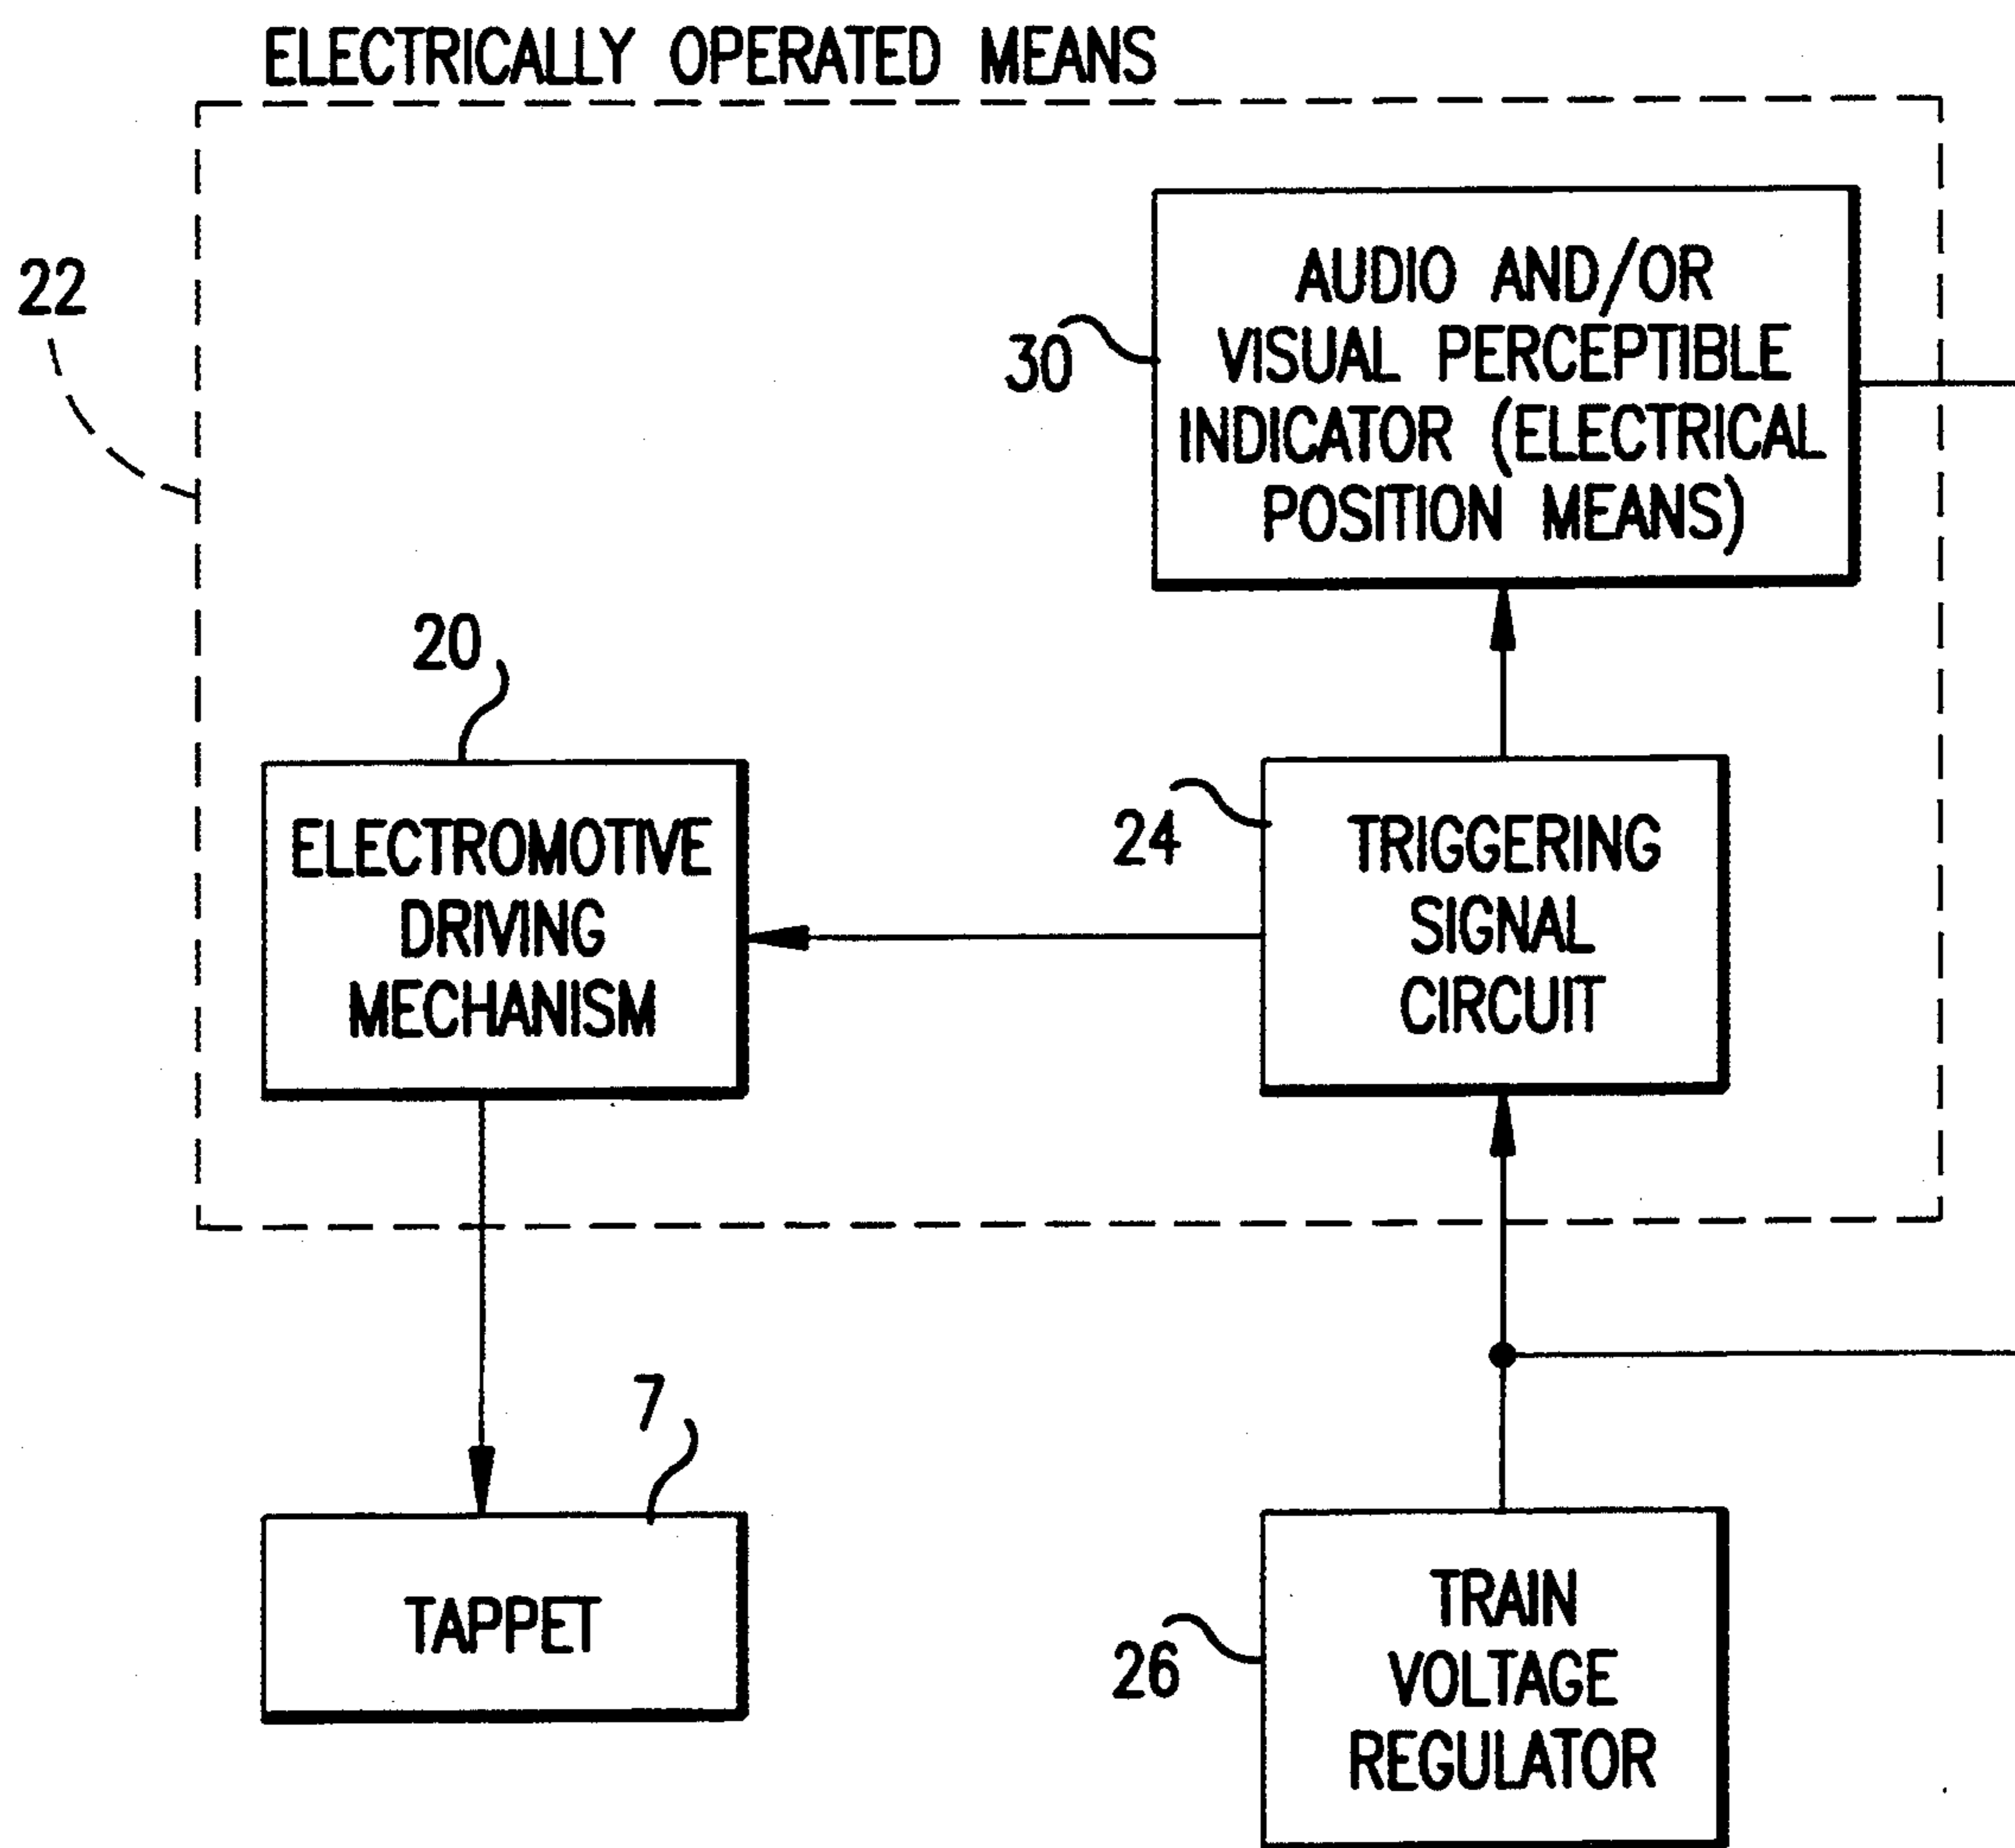 ELECTRICALLY OPERATED MEANS
22
30
AUDIO AND/OR
VISUAL PERCEPTIBLE
INDICATOR (ELECTRICAL
POSITION MEANS)
20
ELECTROMOTIVE
DRIVING
MECHANISM
24
TRIGGERING
SIGNAL
CIRCUIT
7
TAPPET
26
TRAIN
VOLTAGE
REGULATOR